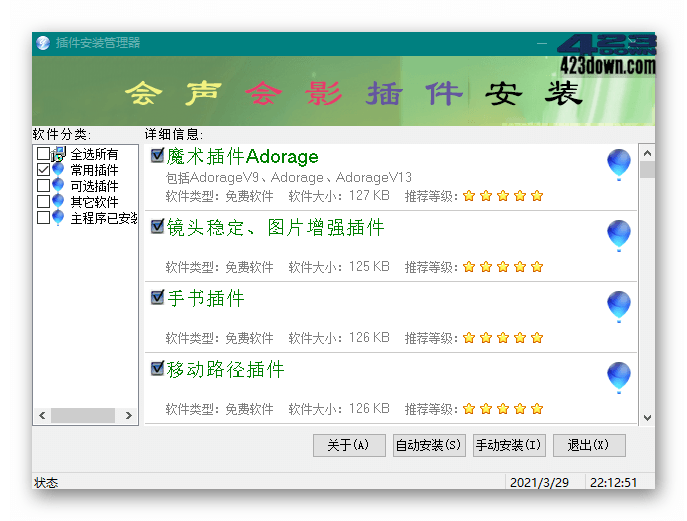 插件安装管理器
423DOWN
423down.com
会声会影插件安装
软件分类:
详细信息:
全选所有
常用插件
可选插件
其它软件
主程序已安装
魔术插件Adorage
包括AdorageV9、Adorage、AdorageV13
软件类型: 免费软件 软件大小: 127 KB 推荐等级:
镜头稳定、图片增强插件
软件类型: 免费软件 软件大小: 125 KB 推荐等级:
手书插件
软件类型: 免费软件 软件大小: 126 KB 推荐等级:
移动路径插件
软件类型: 免费软件 软件大小: 126 KB 推荐等级:
关于(A) 自动安装(S) 手动安装(I) 退出(X)
状态 2021/3/29 22:12:51